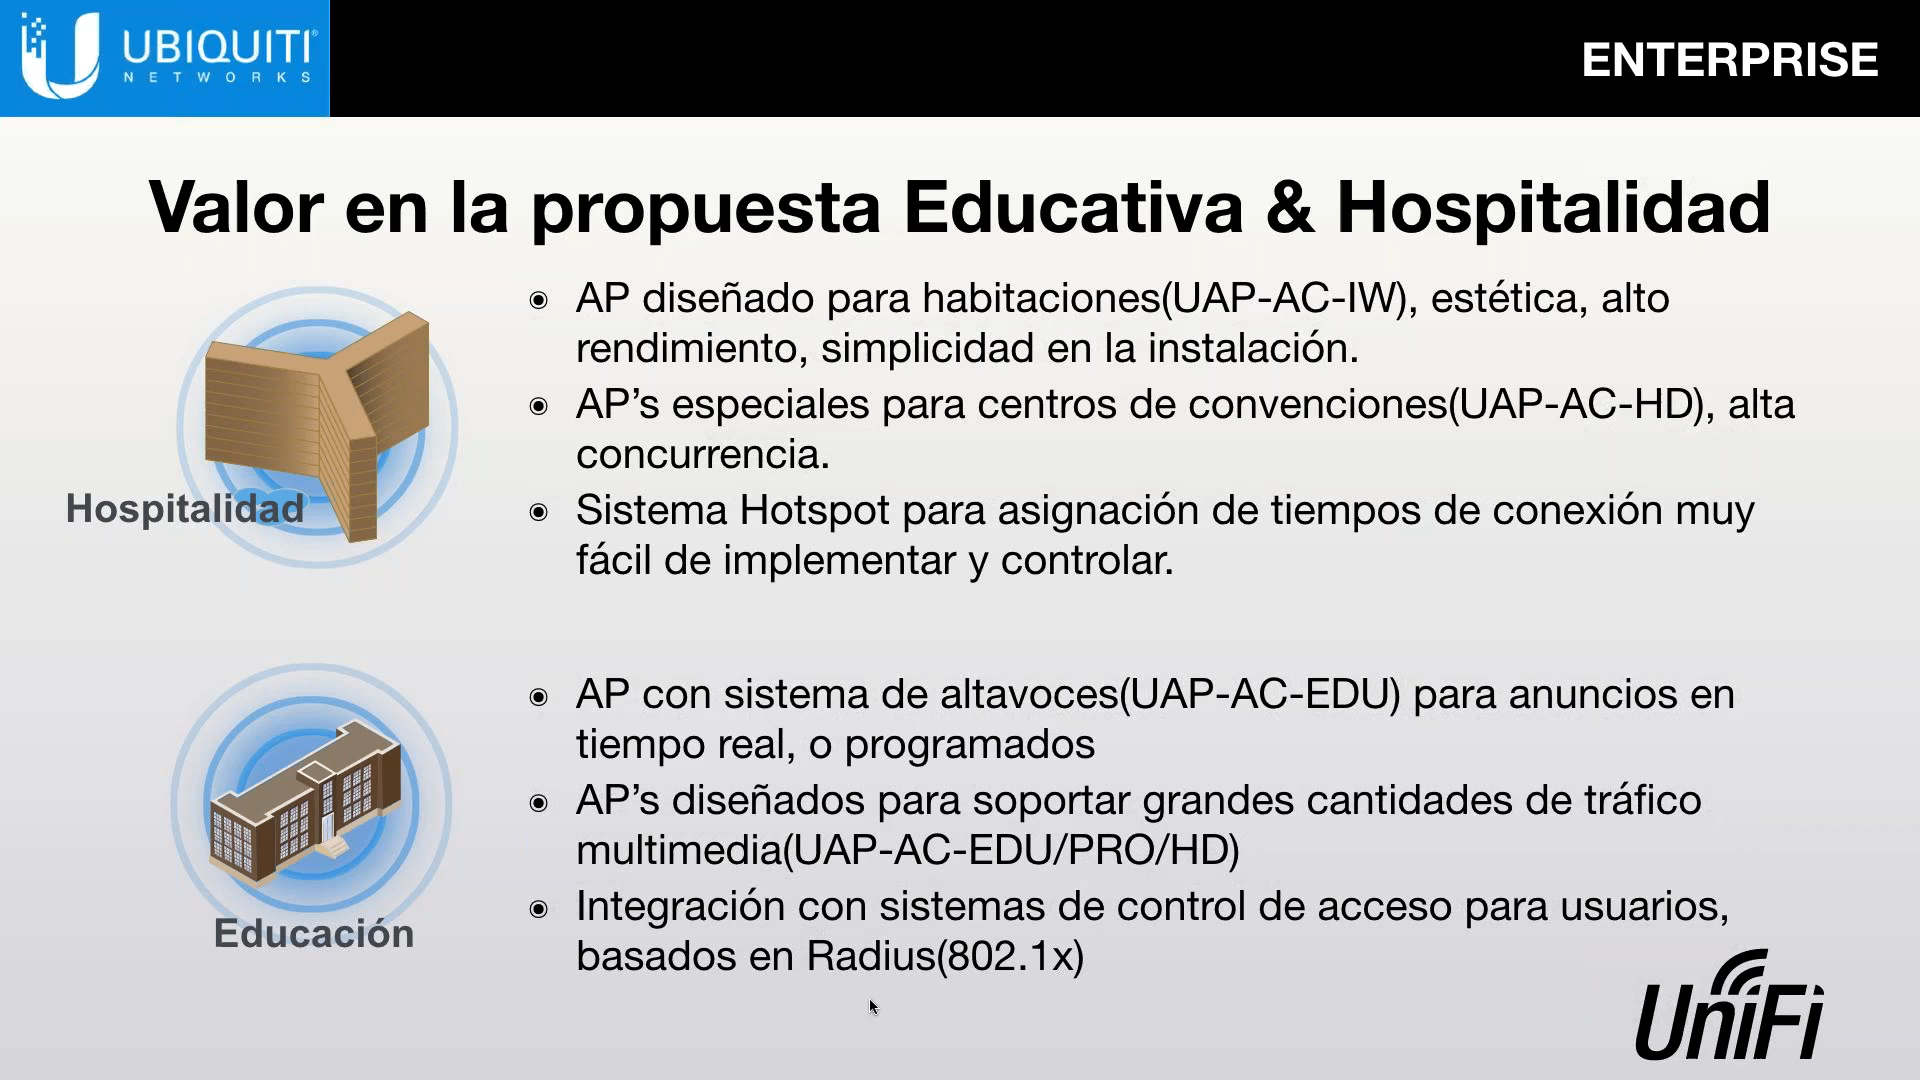 UBIQUITI
NETWORKS
ENTERPRISE
Valor en la propuesta Educativa & Hospitalidad
◉ AP diseñado para habitaciones(UAP-AC-IW), estética, alto
rendimiento, simplicidad en la instalación.
◉ AP’s especiales para centros de convenciones(UAP-AC-HD), alta
concurrencia.
◉ Sistema Hotspot para asignación de tiempos de conexión muy
fácil de implementar y controlar.
Hospitalidad
◉ AP con sistema de altavoces(UAP-AC-EDU) para anuncios en
tiempo real, o programados
◉ AP’s diseñados para soportar grandes cantidades de tráfico
multimedia(UAP-AC-EDU/PRO/HD)
◉ Integración con sistemas de control de acceso para usuarios,
basados en Radius(802.1x)
Educación
UniFi